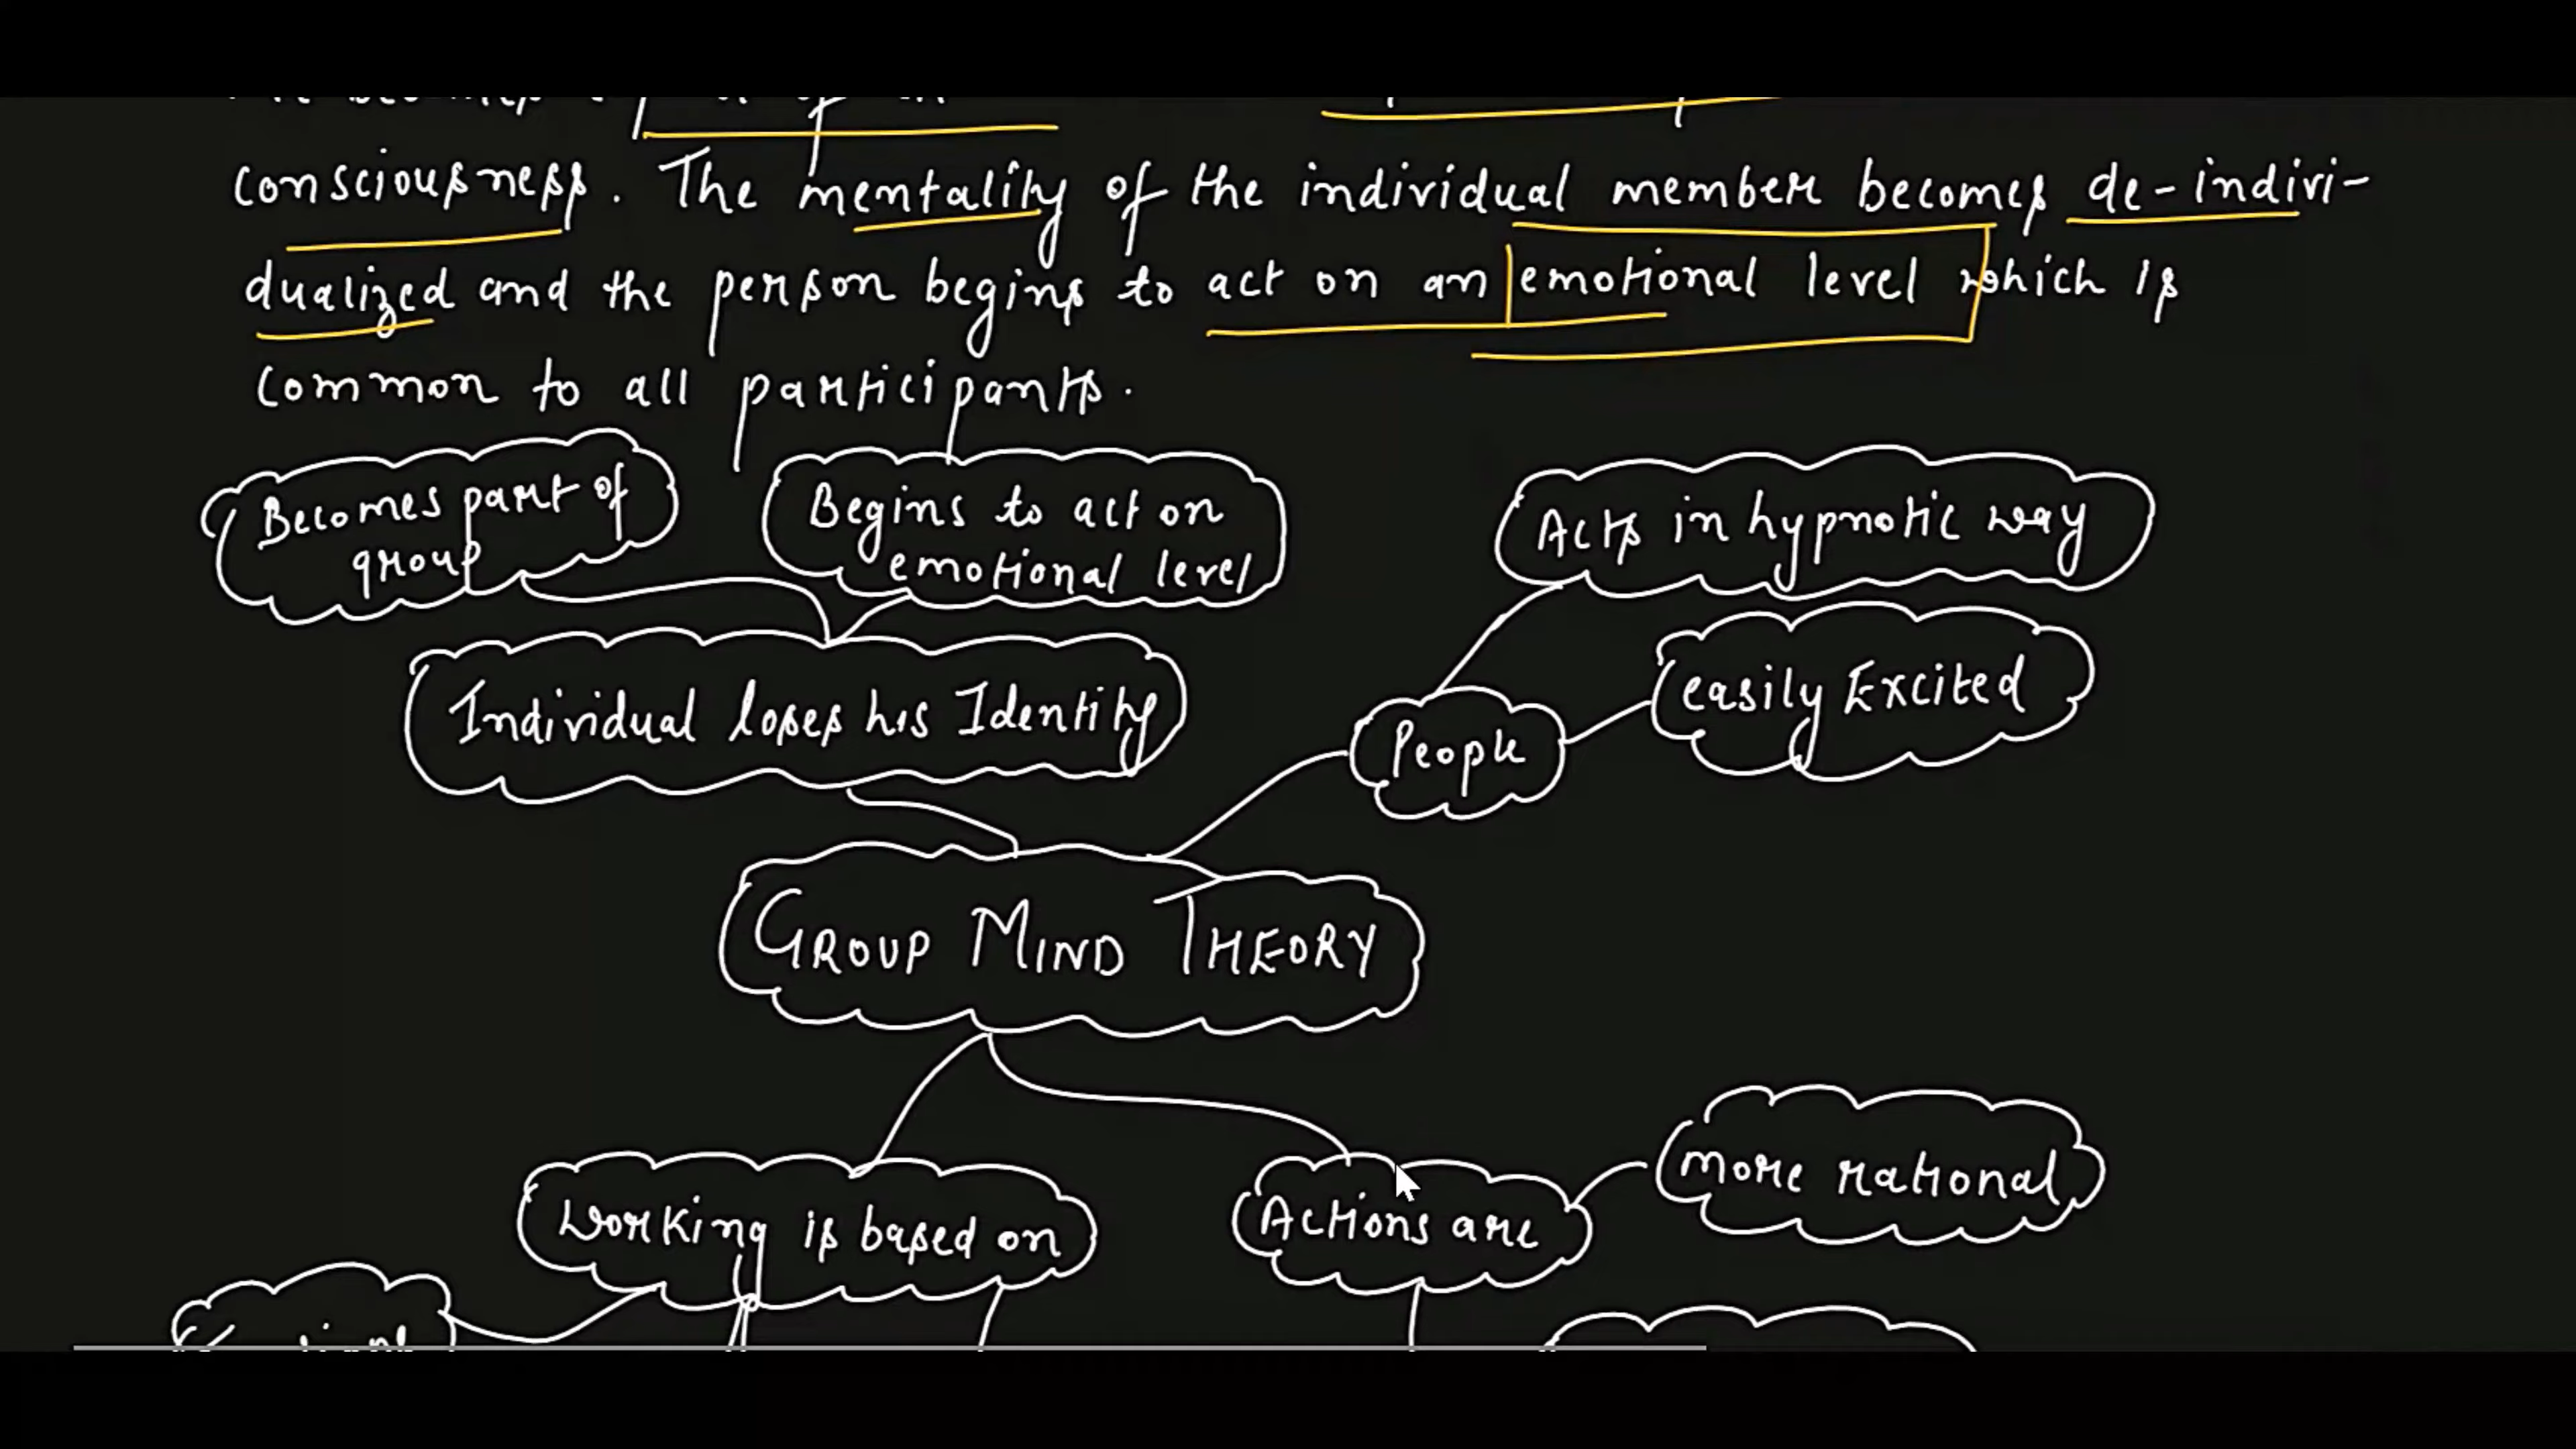 consciousness. The mentality of the individual member becomes de-indivi-
dualized and the person begins to act on an emotional level which is
common to all participants.
Becomes part of
group
Begins to act on
emotional level
Acts in hypnotic way
easily Excited
Individual loses his Identity
People
GROUP MIND THEORY
more rational
Working is based on
Actions are